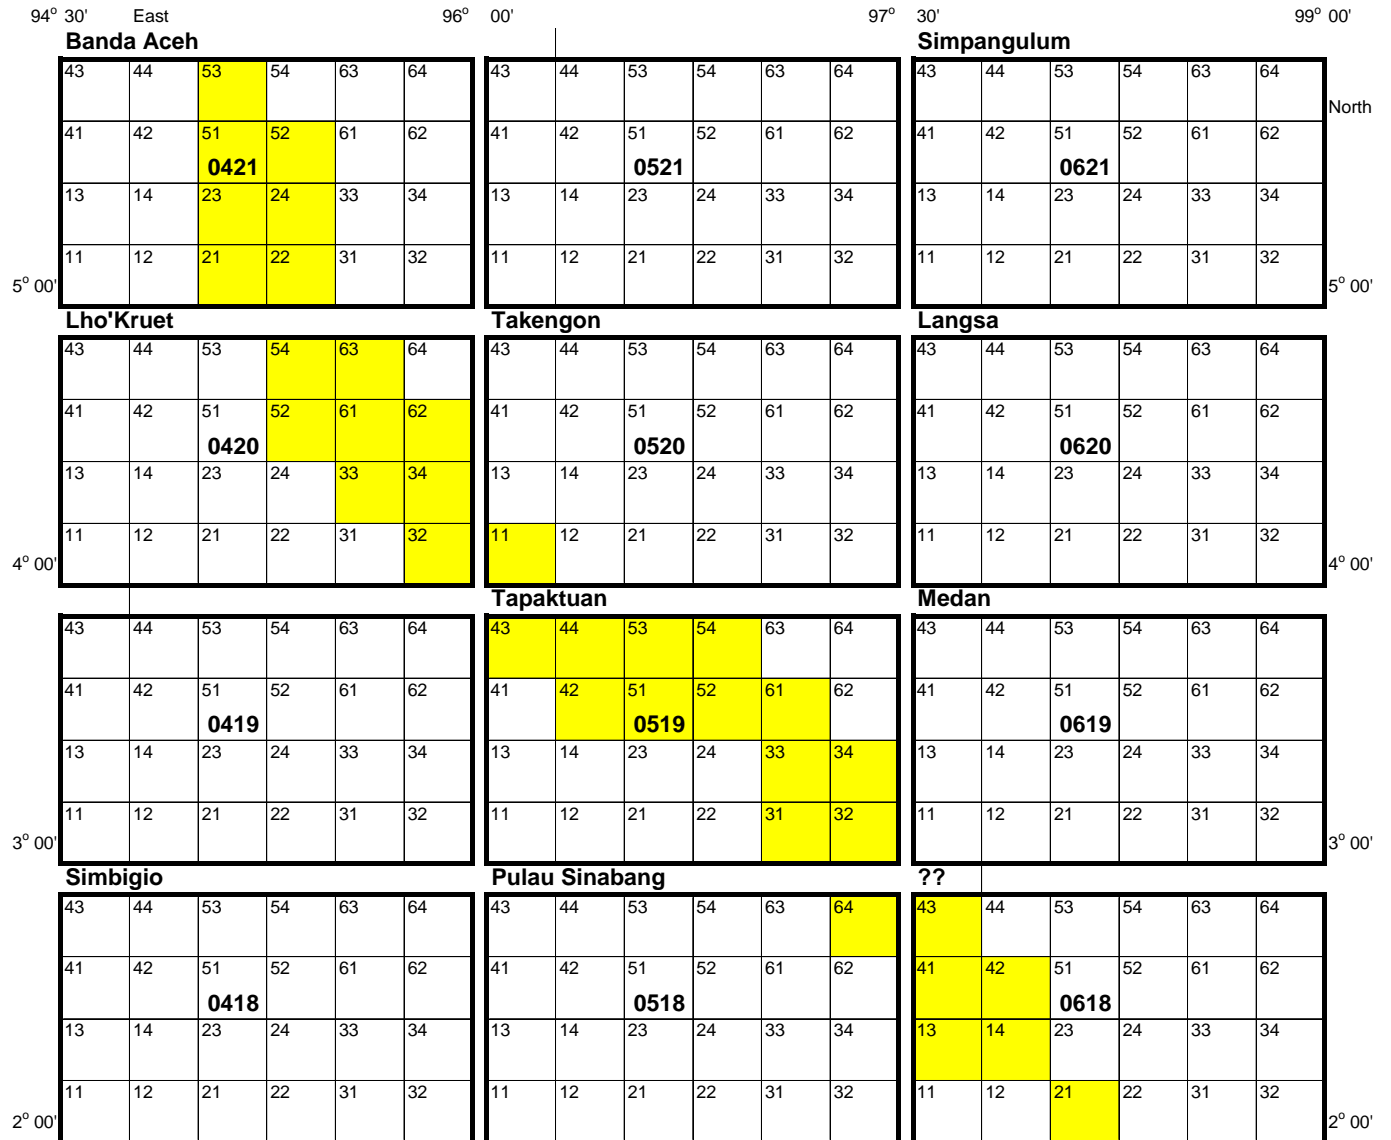 94° 30' East 96° 00' 97° 30' 99° 00'
Banda Aceh Simpangulum
43 44 53 54 63 64 43 44 53 54 63 64 43 44 53 54 63 64
North
41 42 51 52 61 62 41 42 51 52 61 62 41 42 51 52 61 62
0421 0521 0621
13 14 23 24 33 34 13 14 23 24 33 34 13 14 23 24 33 34
11 12 21 22 31 32 11 12 21 22 31 32 11 12 21 22 31 32
5° 00' 5° 00'
Lho'Kruet Takengon Langsa
43 44 53 54 63 64 43 44 53 54 63 64 43 44 53 54 63 64
41 42 51 52 61 62 41 42 51 52 61 62 41 42 51 52 61 62
0420 0520 0620
13 14 23 24 33 34 13 14 23 24 33 34 13 14 23 24 33 34
11 12 21 22 31 32 11 12 21 22 31 32 11 12 21 22 31 32
4° 00' 4° 00'
Tapaktuan Medan
43 44 53 54 63 64 43 44 53 54 63 64 43 44 53 54 63 64
41 42 51 52 61 62 41 42 51 52 61 62 41 42 51 52 61 62
0419 0519 0619
13 14 23 24 33 34 13 14 23 24 33 34 13 14 23 24 33 34
11 12 21 22 31 32 11 12 21 22 31 32 11 12 21 22 31 32
3° 00' 3° 00'
Simbigio Pulau Sinabang ??
43 44 53 54 63 64 43 44 53 54 63 64 43 44 53 54 63 64
41 42 51 52 61 62 41 42 51 52 61 62 41 42 51 52 61 62
0418 0518 0618
13 14 23 24 33 34 13 14 23 24 33 34 13 14 23 24 33 34
11 12 21 22 31 32 11 12 21 22 31 32 11 12 21 22 31 32
2° 00' 2° 00'